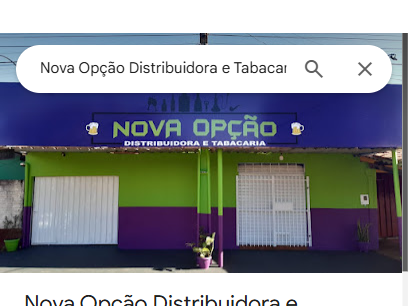 Nova Opção Distribuidora e Tabacar
NOVA OPÇÃO
DISTRIBUIDORA E TABACARIA
Nova Opção Distribuidora e